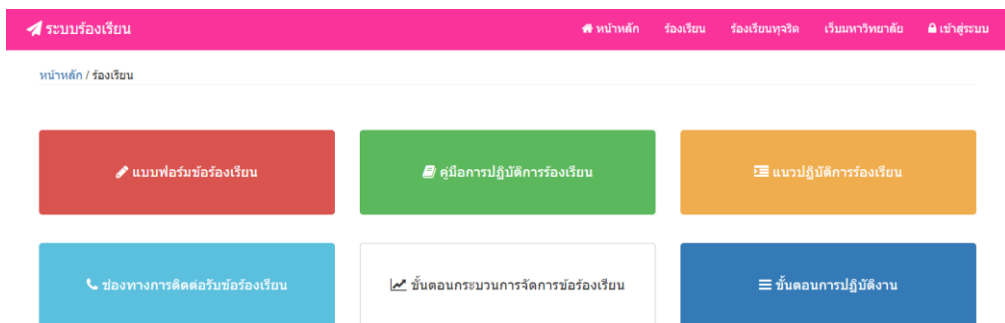 ระบบร้องเรียน
หน้าหลัก ร้องเรียน ร้องเรียนทุจริต เว็บมหาวิทยาลัย เข้าสู่ระบบ
หน้าหลัก / ร้องเรียน
แบบฟอร์มข้อร้องเรียน
คู่มือการปฏิบัติการร้องเรียน
แนวปฏิบัติการร้องเรียน
ช่องทางการติดต่อรับข้อร้องเรียน
ขั้นตอนกระบวนการจัดการข้อร้องเรียน
ขั้นตอนการปฏิบัติงาน